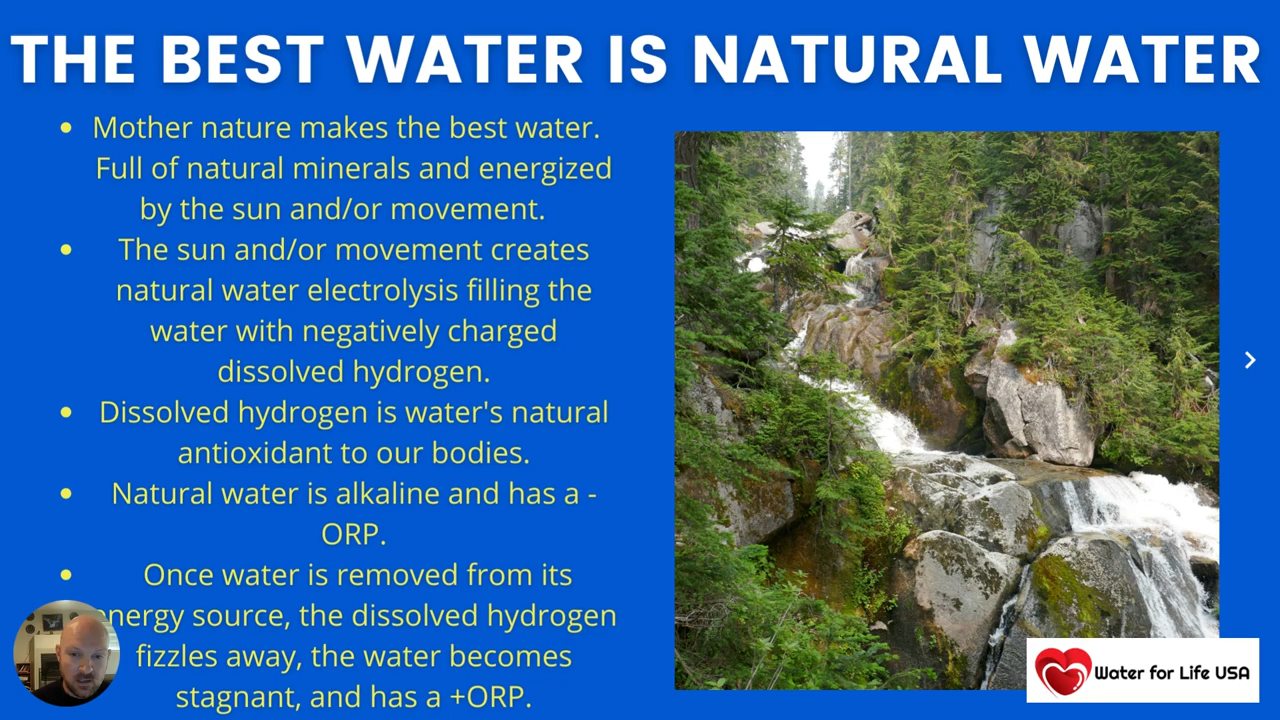 THE BEST WATER IS NATURAL WATER
Mother nature makes the best water.
Full of natural minerals and energized
by the sun and/or movement.
The sun and/or movement creates
natural water electrolysis filling the
water with negatively charged
dissolved hydrogen.
Dissolved hydrogen is water's natural
antioxidant to our bodies.
Natural water is alkaline and has a -
ORP.
Once water is removed from its
energy source, the dissolved hydrogen
fizzles away, the water becomes
stagnant, and has a +ORP.
Water for Life USA